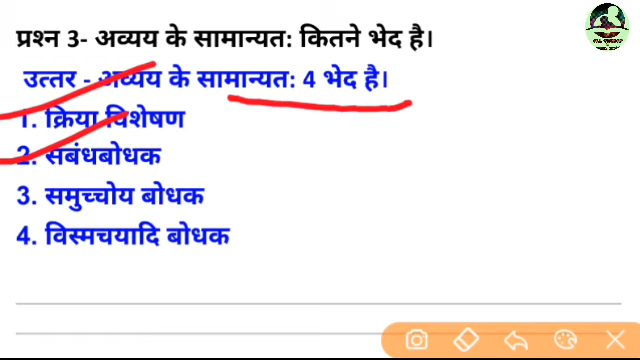 प्रश्न 3- अव्यय के सामान्यत: कितने भेद है।
उत्तर - अव्यय के सामान्यत: 4 भेद है।
1. क्रिया विशेषण
2. सबंधबोधक
3. समुच्चोय बोधक
4. विस्मचयादि बोधक